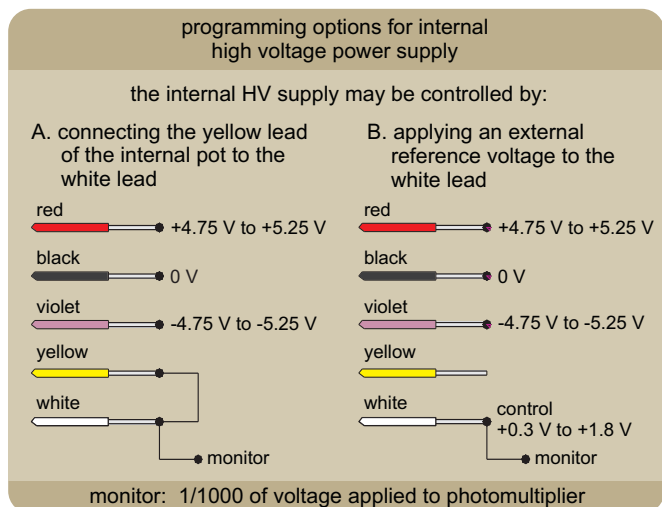 programming options for internal
high voltage power supply
the internal HV supply may be controlled by:
A. connecting the yellow lead
of the internal pot to the
white lead
red
+4.75 V to +5.25 V
black
0 V
violet
-4.75 V to -5.25 V
yellow
white
monitor
B. applying an external
reference voltage to the
white lead
red
+4.75 V to +5.25 V
black
0 V
violet
-4.75 V to -5.25 V
yellow
white
control
+0.3 V to +1.8 V
monitor
monitor: 1/1000 of voltage applied to photomultiplier